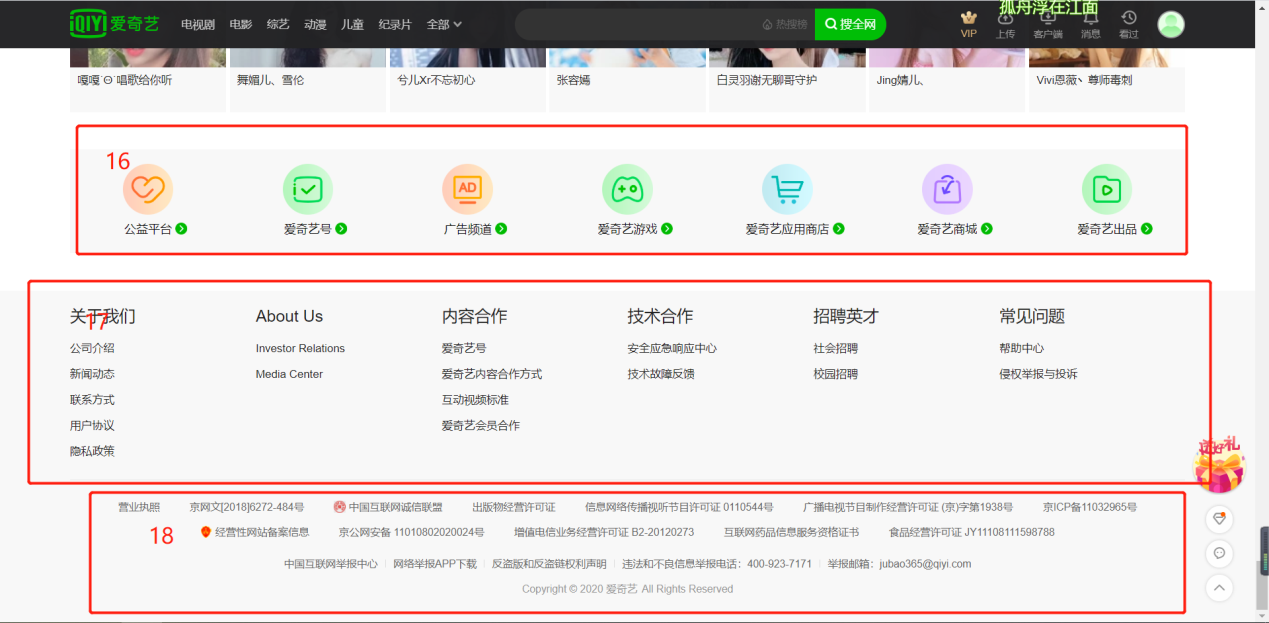 孤舟浮在江面
iQIYI 爱奇艺 电视剧 电影 综艺 动漫 儿童 纪录片 全部 热搜榜 搜全网 VIP 上传 客户端 消息 看过
嘎嘎˙Θ˙唱歌给你听 舞媚儿、雪伦 兮儿Xr不忘初心 张容嫣 白灵羽谢无聊哥守护 Jing婧儿、 Vivi恩薇丶尊师毒刺
16
AD
公益平台 爱奇艺号 广告频道 爱奇艺游戏 爱奇艺应用商店 爱奇艺商城 爱奇艺出品
17
关于我们 About Us 内容合作 技术合作 招聘英才 常见问题
公司介绍 Investor Relations 爱奇艺号 安全应急响应中心 社会招聘 帮助中心
新闻动态 Media Center 爱奇艺内容合作方式 技术故障反馈 校园招聘 侵权举报与投诉
联系方式 互动视频标准
用户协议 爱奇艺会员合作
隐私政策
送好礼
18
营业执照 京网文[2018]6272-484号 中国互联网诚信联盟 出版物经营许可证 信息网络传播视听节目许可证 0110544号 广播电视节目制作经营许可证 (京)字第1938号 京ICP备11032965号
经营性网站备案信息 京公网安备 11010802020024号 增值电信业务经营许可证 B2-20120273 互联网药品信息服务资格证书 食品经营许可证 JY11108111598788
中国互联网举报中心 网络举报APP下载 反盗版和反盗链权利声明 违法和不良信息举报电话：400-923-7171 举报邮箱：jubao365@qiyi.com
Copyright © 2020 爱奇艺 All Rights Reserved